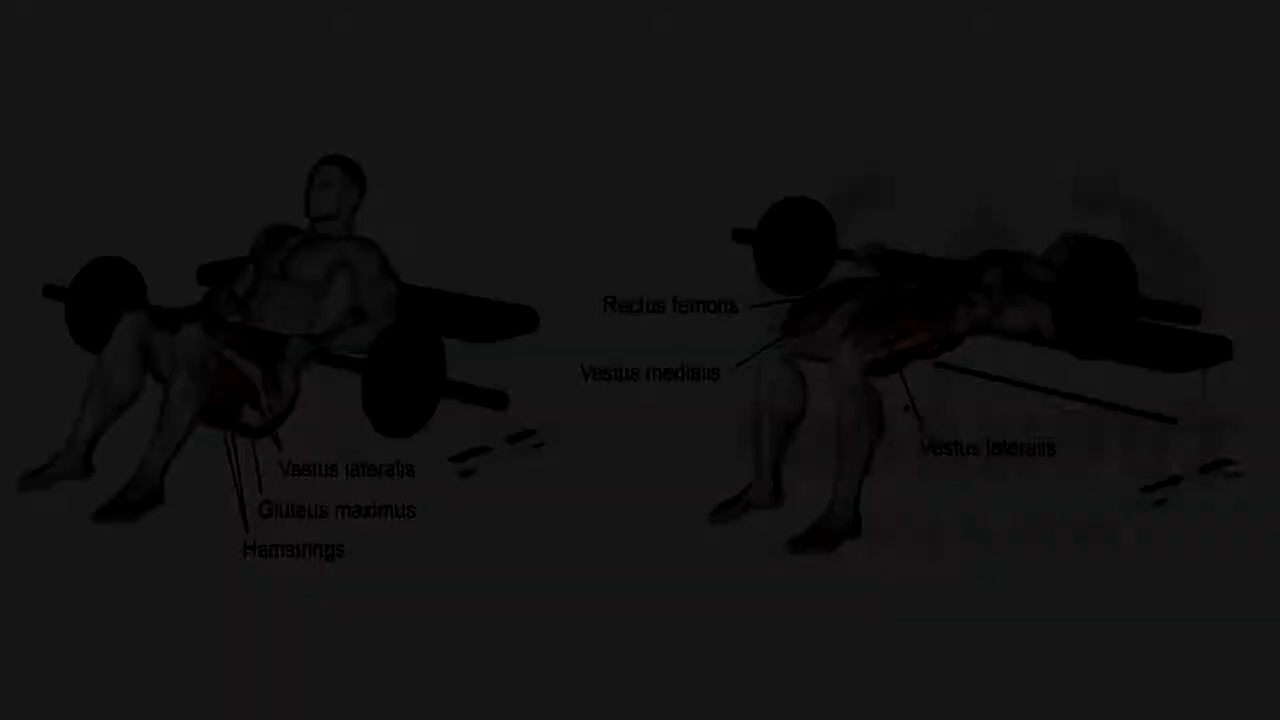 Rectus femoris
Vastus medialis
Vastus lateralis
Vastus lateralis
Gluteus maximus
Hamstrings